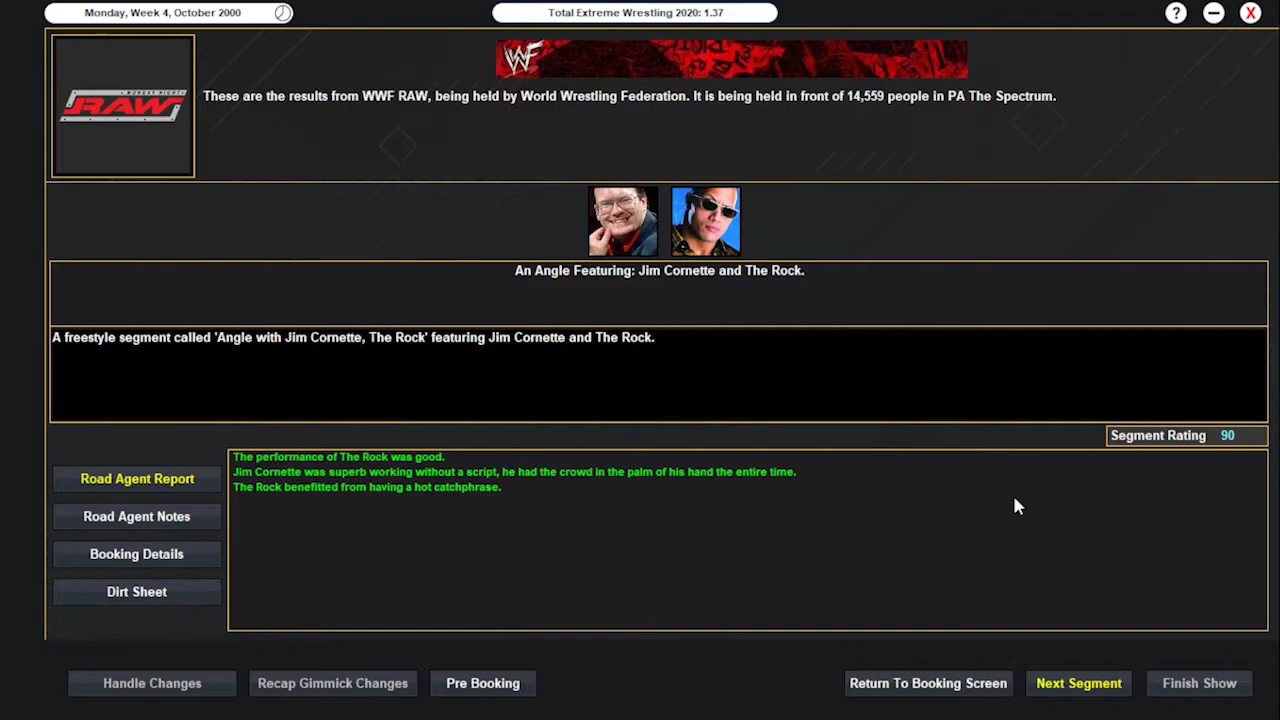 Monday, Week 4, October 2000
Total Extreme Wrestling 2020: 1.37
? X
MONDAY NIGHT
RAW
These are the results from WWF RAW, being held by World Wrestling Federation. It is being held in front of 14,559 people in PA The Spectrum.
An Angle Featuring: Jim Cornette and The Rock.
A freestyle segment called 'Angle with Jim Cornette, The Rock' featuring Jim Cornette and The Rock.
Segment Rating 90
Road Agent Report
Road Agent Notes
Booking Details
Dirt Sheet
The performance of The Rock was good.
Jim Cornette was superb working without a script, he had the crowd in the palm of his hand the entire time.
The Rock benefitted from having a hot catchphrase.
Handle Changes
Recap Gimmick Changes
Pre Booking
Return To Booking Screen
Next Segment
Finish Show